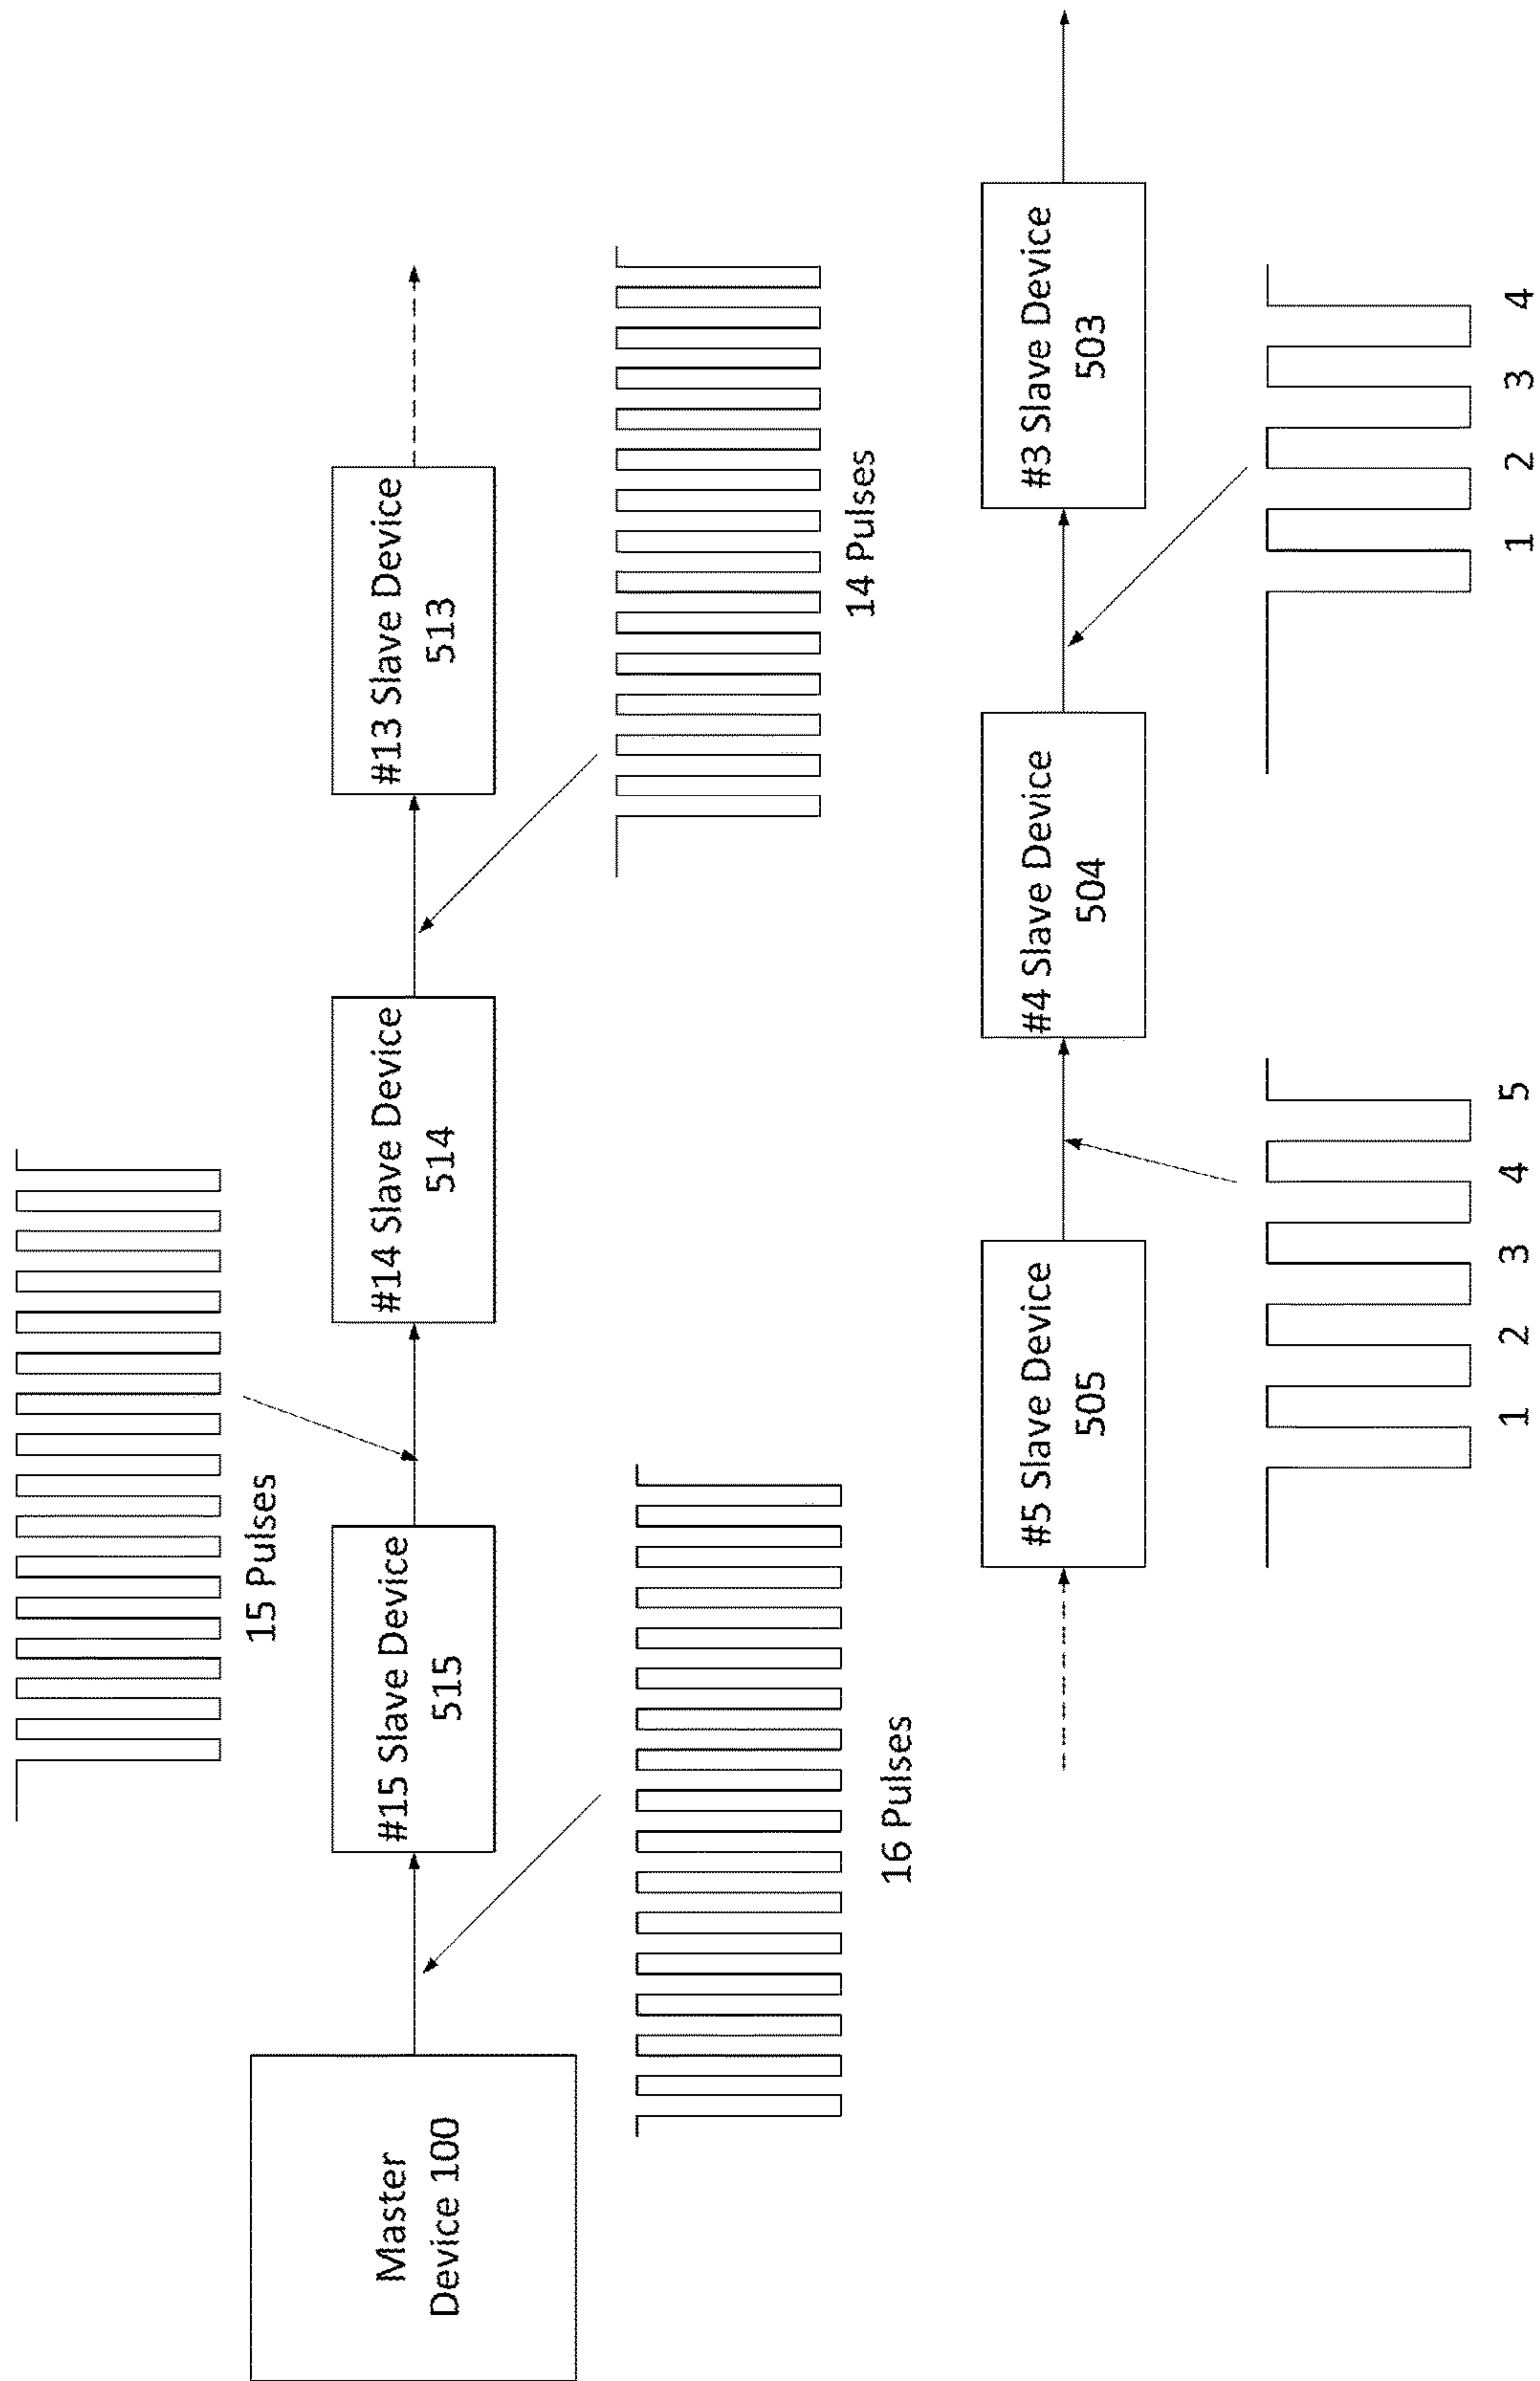 15 Pulses
Master
Device 100
#15 Slave Device
515
#14 Slave Device
514
#13 Slave Device
513
16 Pulses
14 Pulses
#5 Slave Device
505
#4 Slave Device
504
#3 Slave Device
503
1 2 3 4 5
1 2 3 4